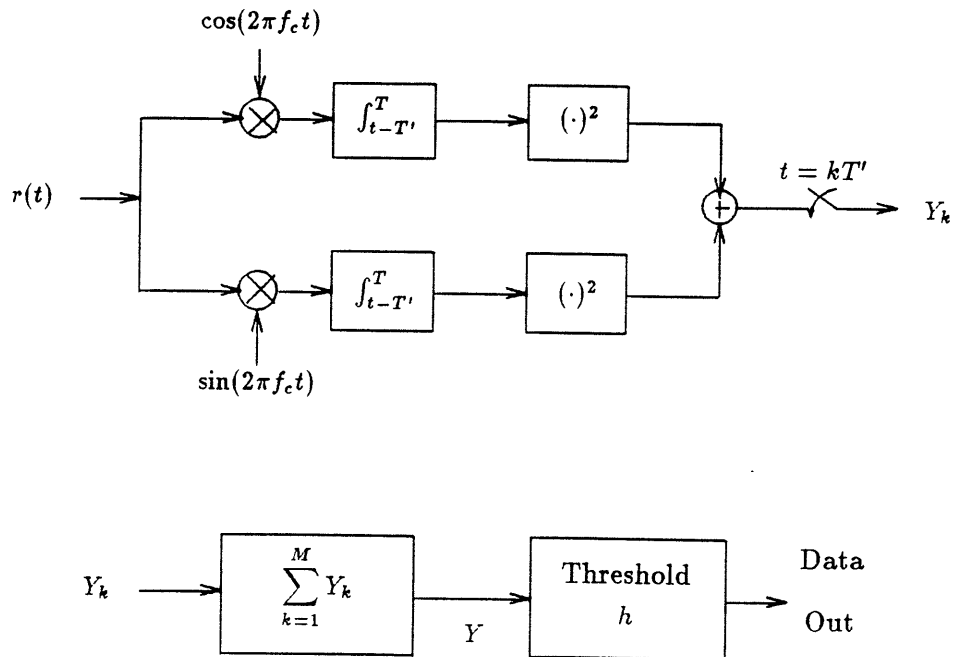 cos(2πf_c t)
∫_{t−T'}^{T}
(·)²
r(t)
t = kT'
+
Y_k
∫_{t−T'}^{T}
(·)²
sin(2πf_c t)
Y_k
∑_{k=1}^{M} Y_k
Y
Threshold
h
Data
Out